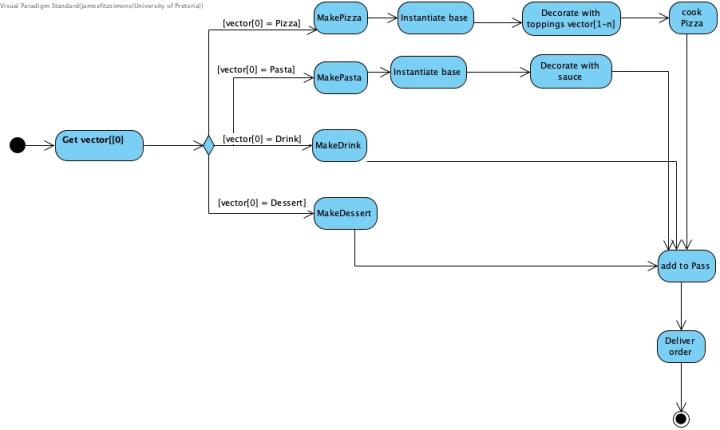 Visual Paradigm Standard(jamesfitzsimons(University of Pretoria))
[vector[0] = Pizza]
MakePizza
Instantiate base
Decorate with
toppings vector[1-n]
cook
Pizza
[vector[0] = Pasta]
MakePasta
Instantiate base
Decorate with
sauce
Get vector[[0]
[vector[0] = Drink]
MakeDrink
[vector[0] = Dessert]
MakeDessert
add to Pass
Deliver
order